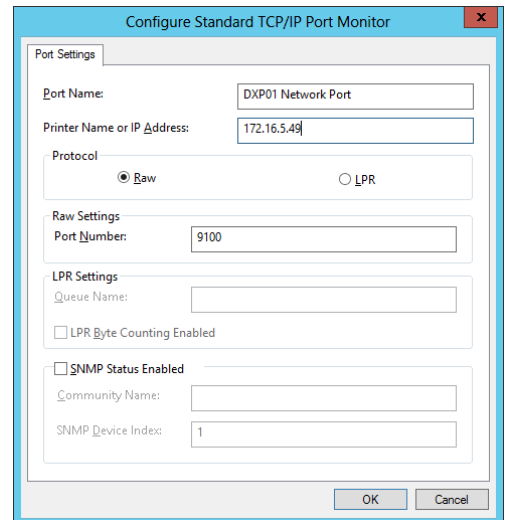 Configure Standard TCP/IP Port Monitor
x
Port Settings
Port Name: DXP01 Network Port
Printer Name or IP Address: 172.16.5.49
Protocol
Raw LPR
Raw Settings
Port Number: 9100
LPR Settings
Queue Name:
LPR Byte Counting Enabled
SNMP Status Enabled
Community Name:
SNMP Device Index: 1
OK Cancel